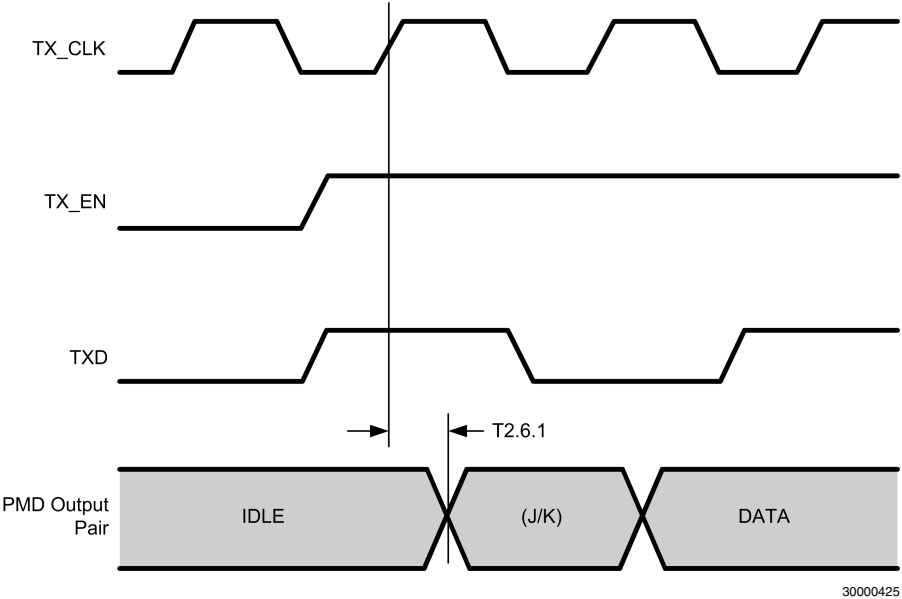 TX_CLK
TX_EN
TXD
T2.6.1
PMD Output
Pair
IDLE
(J/K)
DATA
30000425